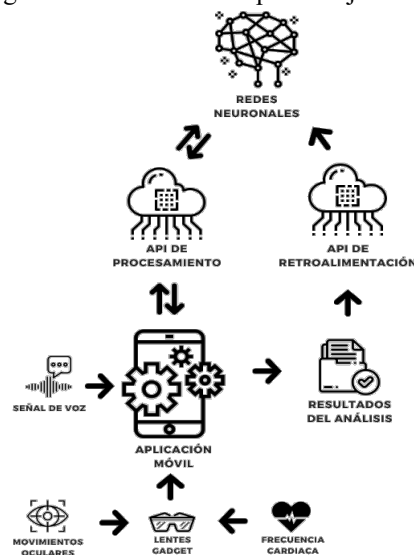 REDES
NEURONALES
API DE
PROCESAMIENTO
API DE
RETROALIMENTACIÓN
SEÑAL DE VOZ
APLICACIÓN
MÓVIL
RESULTADOS
DEL ANÁLISIS
MOVIMIENTOS
OCULARES
LENTES
GADGET
FRECUENCIA
CARDIACA